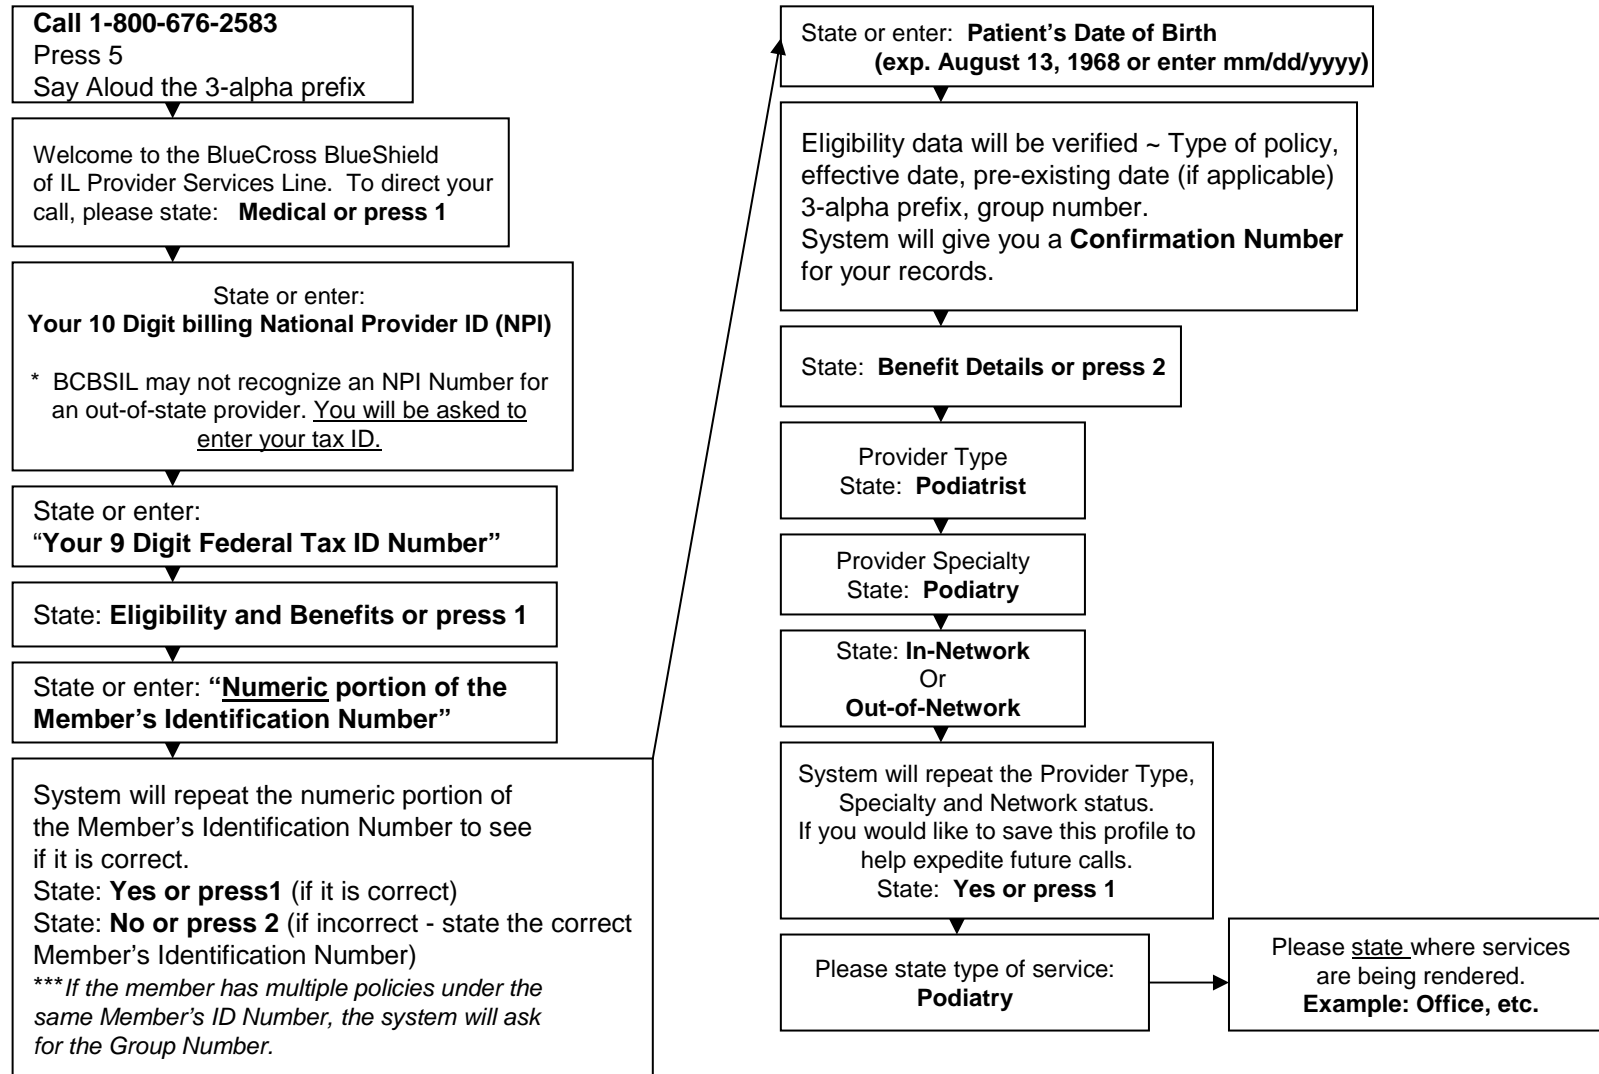 Call 1-800-676-2583
Press 5
Say Aloud the 3-alpha prefix
Welcome to the BlueCross BlueShield
of IL Provider Services Line.  To direct your
call, please state:   Medical or press 1
State or enter:
Your 10 Digit billing National Provider ID (NPI)
*  BCBSIL may not recognize an NPI Number for
an out-of-state provider. You will be asked to
enter your tax ID.
State or enter:
“Your 9 Digit Federal Tax ID Number”
State: Eligibility and Benefits or press 1
State or enter: “Numeric portion of the
Member’s Identification Number”
System will repeat the numeric portion of
the Member’s Identification Number to see
if it is correct.
State: Yes or press1 (if it is correct)
State: No or press 2 (if incorrect - state the correct
Member’s Identification Number)
***If the member has multiple policies under the
same Member’s ID Number, the system will ask
for the Group Number.
State or enter:  Patient’s Date of Birth
(exp. August 13, 1968 or enter mm/dd/yyyy)
Eligibility data will be verified ~ Type of policy,
effective date, pre-existing date (if applicable)
3-alpha prefix, group number.
System will give you a Confirmation Number
for your records.
State:  Benefit Details or press 2
Provider Type
State:  Podiatrist
Provider Specialty
State:  Podiatry
State: In-Network
Or
Out-of-Network
System will repeat the Provider Type,
Specialty and Network status.
If you would like to save this profile to
help expedite future calls.
State:  Yes or press 1
Please state type of service:
Podiatry
Please state where services
are being rendered.
Example: Office, etc.